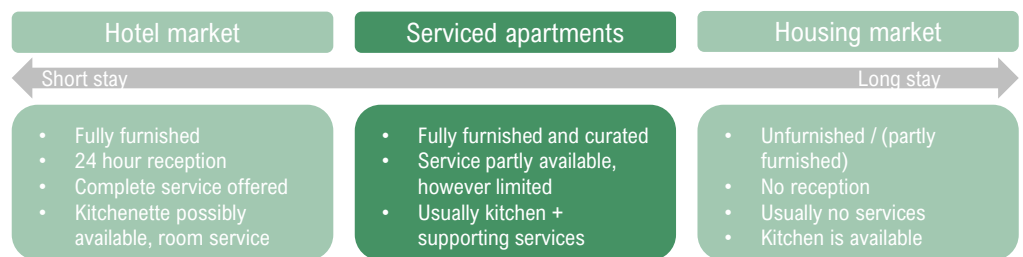 Hotel market
Serviced apartments
Housing market
Short stay
Long stay
• Fully furnished
• 24 hour reception
• Complete service offered
• Kitchenette possibly
available, room service
• Fully furnished and curated
• Service partly available,
however limited
• Usually kitchen +
supporting services
• Unfurnished / (partly
furnished)
• No reception
• Usually no services
• Kitchen is available